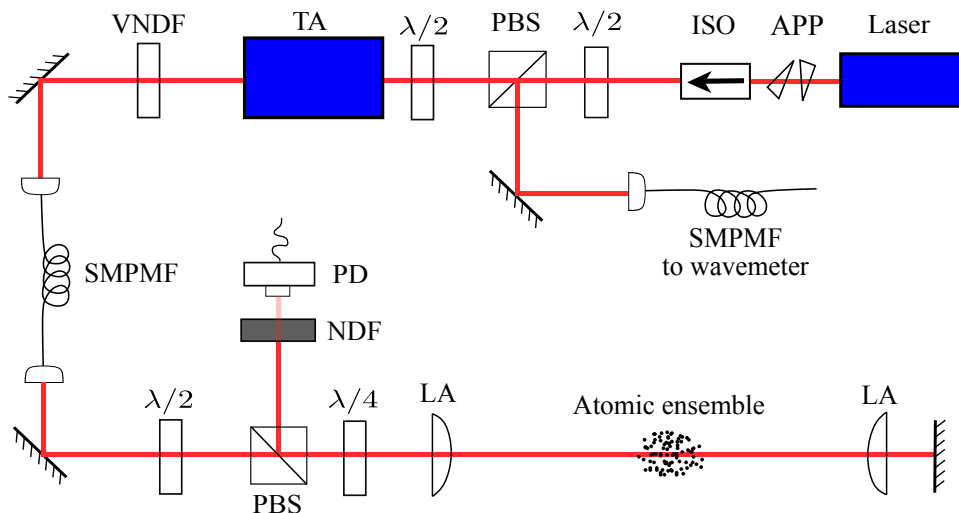 VNDF
TA
λ/2
PBS
λ/2
ISO
APP
Laser
SMPMF
to wavemeter
SMPMF
PD
NDF
λ/2
λ/4
LA
Atomic ensemble
LA
PBS